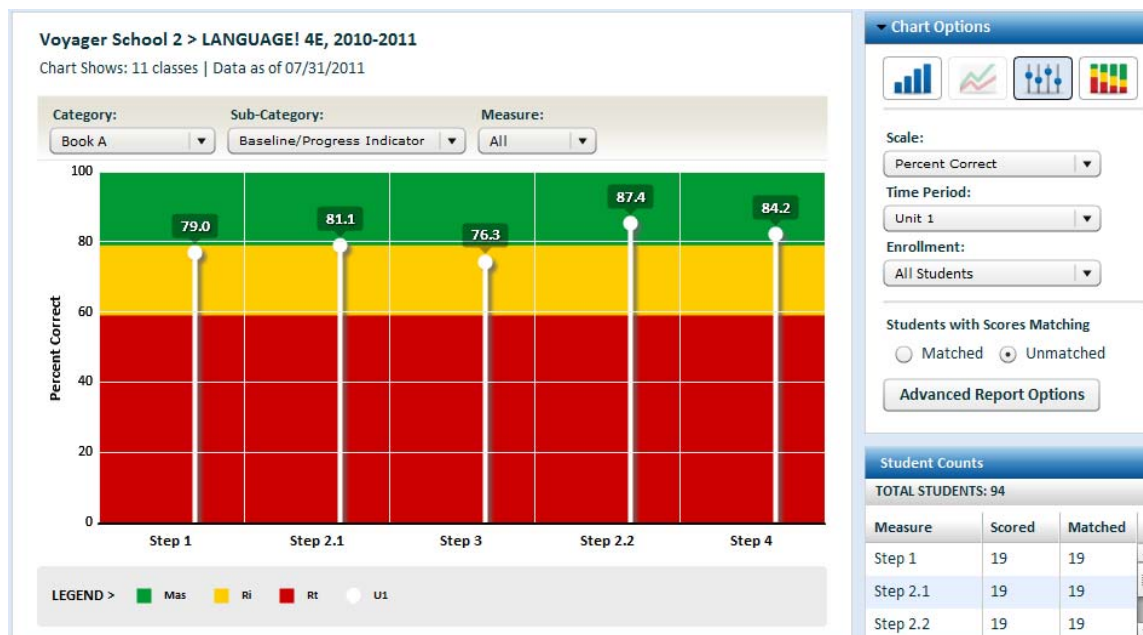 Voyager School 2 > LANGUAGE! 4E, 2010-2011
Chart Shows: 11 classes | Data as of 07/31/2011
Category: Sub-Category: Measure:
Book A Baseline/Progress Indicator All
100
80
60
40
20
0
Percent Correct
79.0 81.1 76.3 87.4 84.2
Step 1 Step 2.1 Step 3 Step 2.2 Step 4
LEGEND > Mas Ri Rt U1
Chart Options
Scale:
Percent Correct
Time Period:
Unit 1
Enrollment:
All Students
Students with Scores Matching
Matched Unmatched
Advanced Report Options
Student Counts
TOTAL STUDENTS: 94
Measure Scored Matched
Step 1 19 19
Step 2.1 19 19
Step 2.2 19 19